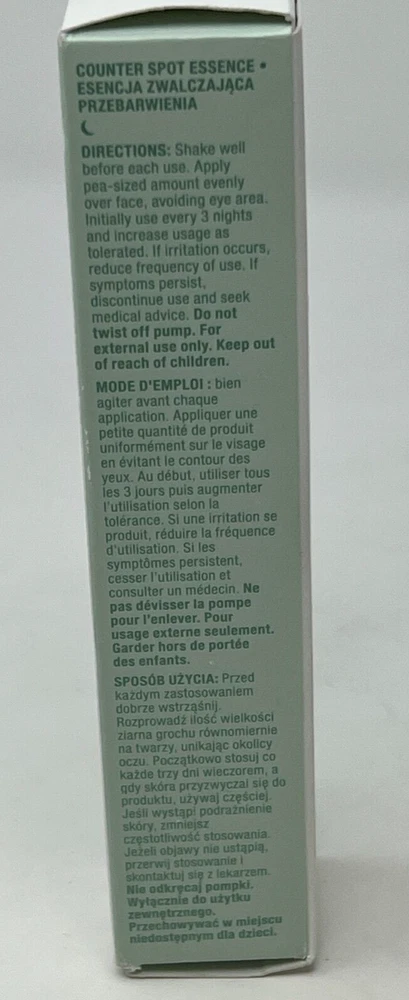 COUNTER SPOT ESSENCE •
ESENCJA ZWALCZAJĄCA
PRZEBARWIENIA
DIRECTIONS: Shake well
before each use. Apply
pea-sized amount evenly
over face, avoiding eye area.
Initially use every 3 nights
and increase usage as
tolerated. If irritation occurs,
reduce frequency of use. If
symptoms persist,
discontinue use and seek
medical advice. Do not
twist off pump. For
external use only. Keep out
of reach of children.
MODE D'EMPLOI : bien
agiter avant chaque
application. Appliquer une
petite quantité de produit
uniformément sur le visage
en évitant le contour des
yeux. Au début, utiliser tous
les 3 jours puis augmenter
l'utilisation selon la
tolérance. Si une irritation se
produit, réduire la fréquence
d'utilisation. Si les
symptômes persistent,
cesser l'utilisation et
consulter un médecin. Ne
pas dévisser la pompe
pour l'enlever. Pour
usage externe seulement.
Garder hors de portée
des enfants.
SPOSÓB UŻYCIA: Przed
każdym zastosowaniem
dobrze wstrząśnij.
Rozprowadź ilość wielkości
ziarna grochu równomiernie
na twarzy, unikając okolicy
oczu. Początkowo stosuj co
każde trzy dni wieczorem, a
gdy skóra przyzwyczai się do
produktu, używaj częściej.
Jeśli wystąpi podrażnienie
skóry, zmniejsz
częstotliwość stosowania.
Jeżeli objawy nie ustąpią,
przerwij stosowanie i
skontaktuj się z lekarzem.
Nie odkręcaj pompki.
Wyłącznie do użytku
zewnętrznego.
Przechowywać w miejscu
niedostępnym dla dzieci.